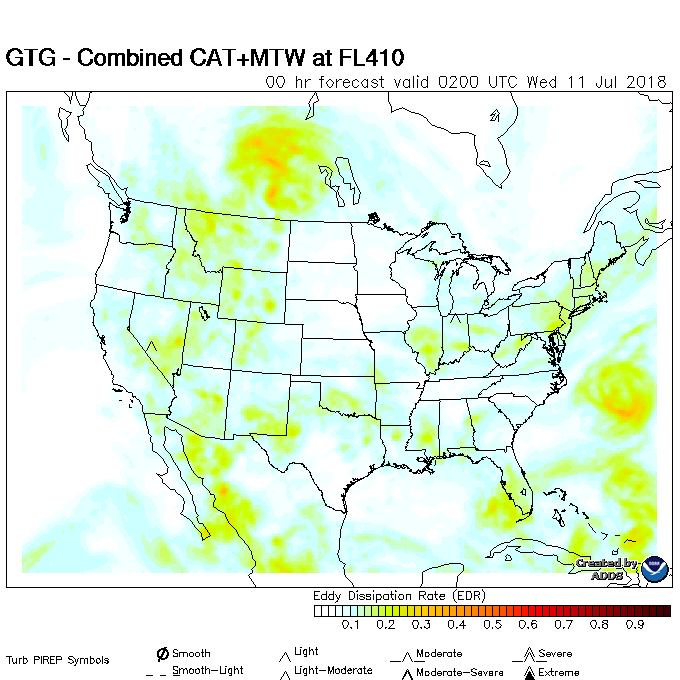 GTG - Combined CAT+MTW at FL410
00 hr forecast valid 0200 UTC Wed 11 Jul 2018
Created by
ADDS
Eddy Dissipation Rate (EDR)
0.1 0.2 0.3 0.4 0.5 0.6 0.7 0.8 0.9
Turb PIREP Symbols
Smooth Light Moderate Severe
Smooth-Light Light-Moderate Moderate-Severe Extreme